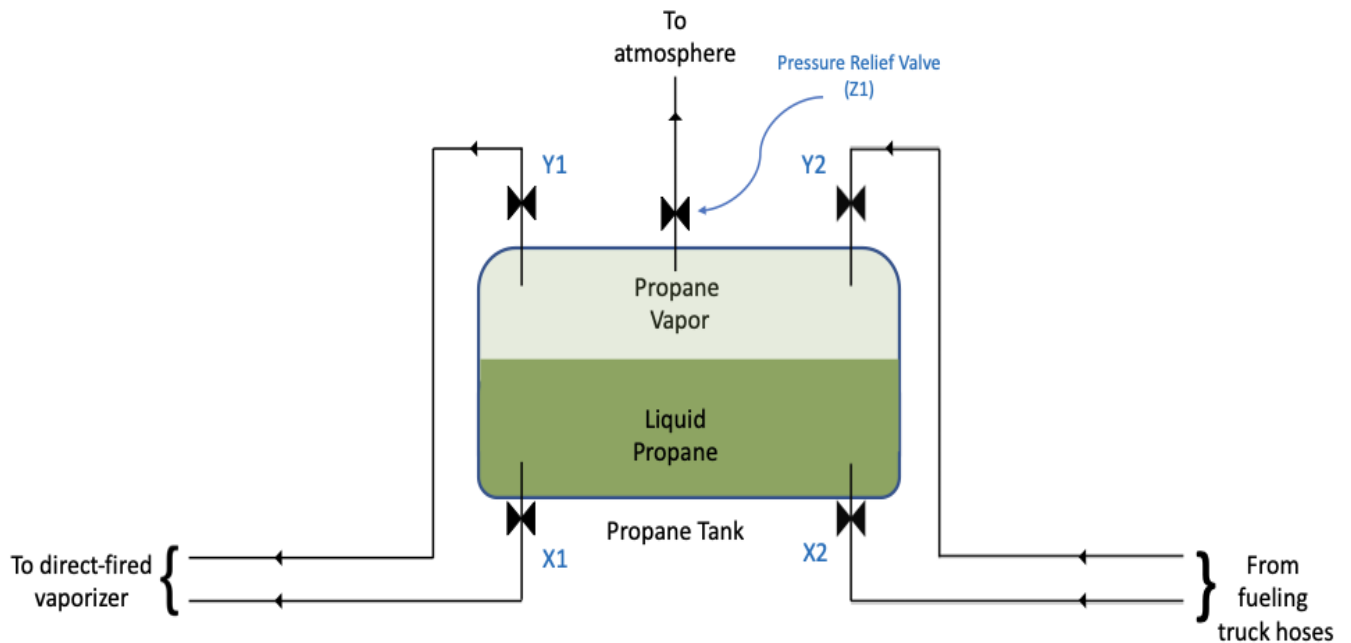 To
atmosphere
Pressure Relief Valve
(Z1)
Y1
Y2
Propane
Vapor
Liquid
Propane
Propane Tank
X1
X2
To direct-fired
vaporizer
From
fueling
truck hoses